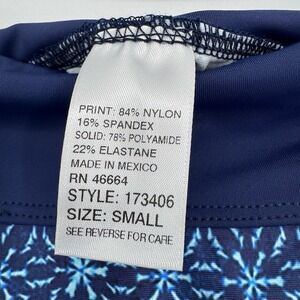 PRINT: 84% NYLON
16% SPANDEX
SOLID: 78% POLYAMIDE
22% ELASTANE
MADE IN MEXICO
RN 46664
STYLE: 173406
SIZE: SMALL
SEE REVERSE FOR CARE